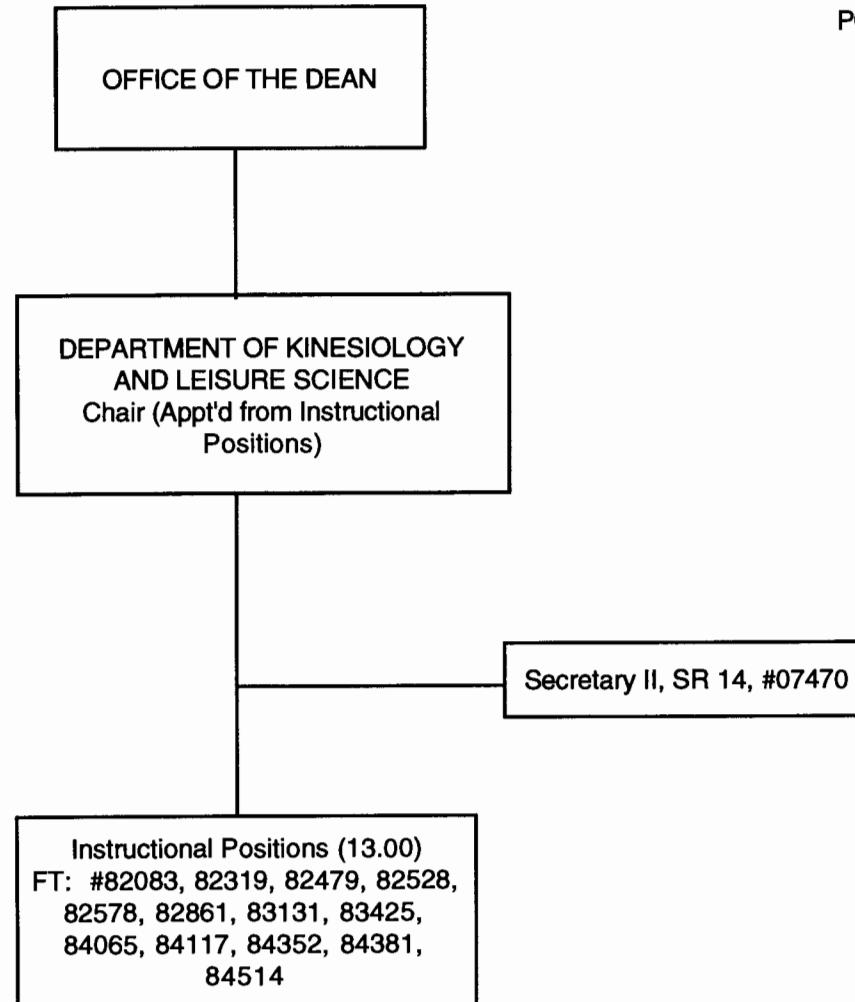 OFFICE OF THE DEAN
DEPARTMENT OF KINESIOLOGY
AND LEISURE SCIENCE
Chair (Appt'd from Instructional
Positions)
Secretary II, SR 14, #07470
Instructional Positions (13.00)
FT: #82083, 82319, 82479, 82528,
82578, 82861, 83131, 83425,
84065, 84117, 84352, 84381,
84514